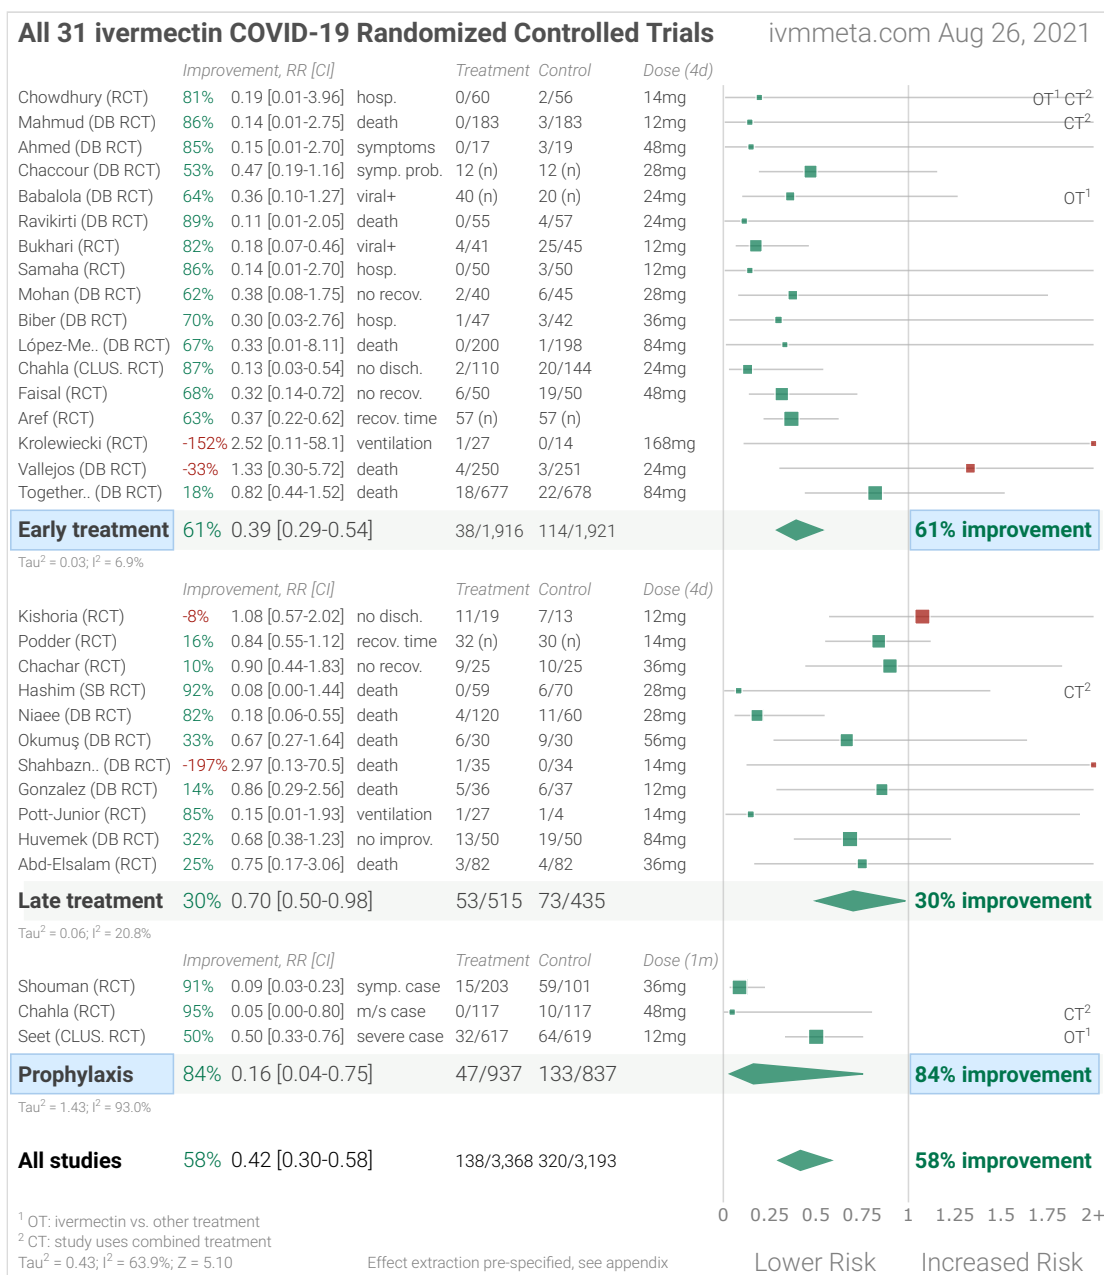 All 31 ivermectin COVID-19 Randomized Controlled Trials ivmmeta.com Aug 26, 2021
Improvement, RR [CI] Treatment Control Dose (4d)
Chowdhury (RCT) 81% 0.19 [0.01-3.96] hosp. 0/60 2/56 14mg OT¹ CT²
Mahmud (DB RCT) 86% 0.14 [0.01-2.75] death 0/183 3/183 12mg CT²
Ahmed (DB RCT) 85% 0.15 [0.01-2.70] symptoms 0/17 3/19 48mg
Chaccour (DB RCT) 53% 0.47 [0.19-1.16] symp. prob. 12 (n) 12 (n) 28mg
Babalola (DB RCT) 64% 0.36 [0.10-1.27] viral+ 40 (n) 20 (n) 24mg OT¹
Ravikirti (DB RCT) 89% 0.11 [0.01-2.05] death 0/55 4/57 24mg
Bukhari (RCT) 82% 0.18 [0.07-0.46] viral+ 4/41 25/45 12mg
Samaha (RCT) 86% 0.14 [0.01-2.70] hosp. 0/50 3/50 12mg
Mohan (DB RCT) 62% 0.38 [0.08-1.75] no recov. 2/40 6/45 28mg
Biber (DB RCT) 70% 0.30 [0.03-2.76] hosp. 1/47 3/42 36mg
López-Me.. (DB RCT) 67% 0.33 [0.01-8.11] death 0/200 1/198 84mg
Chahla (CLUS. RCT) 87% 0.13 [0.03-0.54] no disch. 2/110 20/144 24mg
Faisal (RCT) 68% 0.32 [0.14-0.72] no recov. 6/50 19/50 48mg
Aref (RCT) 63% 0.37 [0.22-0.62] recov. time 57 (n) 57 (n)
Krolewiecki (RCT) -152% 2.52 [0.11-58.1] ventilation 1/27 0/14 168mg
Vallejos (DB RCT) -33% 1.33 [0.30-5.72] death 4/250 3/251 24mg
Together.. (DB RCT) 18% 0.82 [0.44-1.52] death 18/677 22/678 84mg
Early treatment 61% 0.39 [0.29-0.54] 38/1,916 114/1,921 61% improvement
Tau² = 0.03; I² = 6.9%
Improvement, RR [CI] Treatment Control Dose (4d)
Kishoria (RCT) -8% 1.08 [0.57-2.02] no disch. 11/19 7/13 12mg
Podder (RCT) 16% 0.84 [0.55-1.12] recov. time 32 (n) 30 (n) 14mg
Chachar (RCT) 10% 0.90 [0.44-1.83] no recov. 9/25 10/25 36mg
Hashim (SB RCT) 92% 0.08 [0.00-1.44] death 0/59 6/70 28mg CT²
Niaee (DB RCT) 82% 0.18 [0.06-0.55] death 4/120 11/60 28mg
Okumuş (DB RCT) 33% 0.67 [0.27-1.64] death 6/30 9/30 56mg
Shahbazn.. (DB RCT) -197% 2.97 [0.13-70.5] death 1/35 0/34 14mg
Gonzalez (DB RCT) 14% 0.86 [0.29-2.56] death 5/36 6/37 12mg
Pott-Junior (RCT) 85% 0.15 [0.01-1.93] ventilation 1/27 1/4 14mg
Huvemek (DB RCT) 32% 0.68 [0.38-1.23] no improv. 13/50 19/50 84mg
Abd-Elsalam (RCT) 25% 0.75 [0.17-3.06] death 3/82 4/82 36mg
Late treatment 30% 0.70 [0.50-0.98] 53/515 73/435 30% improvement
Tau² = 0.06; I² = 20.8%
Improvement, RR [CI] Treatment Control Dose (1m)
Shouman (RCT) 91% 0.09 [0.03-0.23] symp. case 15/203 59/101 36mg
Chahla (RCT) 95% 0.05 [0.00-0.80] m/s case 0/117 10/117 48mg CT²
Seet (CLUS. RCT) 50% 0.50 [0.33-0.76] severe case 32/617 64/619 12mg OT¹
Prophylaxis 84% 0.16 [0.04-0.75] 47/937 133/837 84% improvement
Tau² = 1.43; I² = 93.0%
All studies 58% 0.42 [0.30-0.58] 138/3,368 320/3,193 58% improvement
0 0.25 0.5 0.75 1 1.25 1.5 1.75 2+
¹ OT: ivermectin vs. other treatment
² CT: study uses combined treatment
Tau² = 0.43; I² = 63.9%; Z = 5.10 Effect extraction pre-specified, see appendix Lower Risk Increased Risk